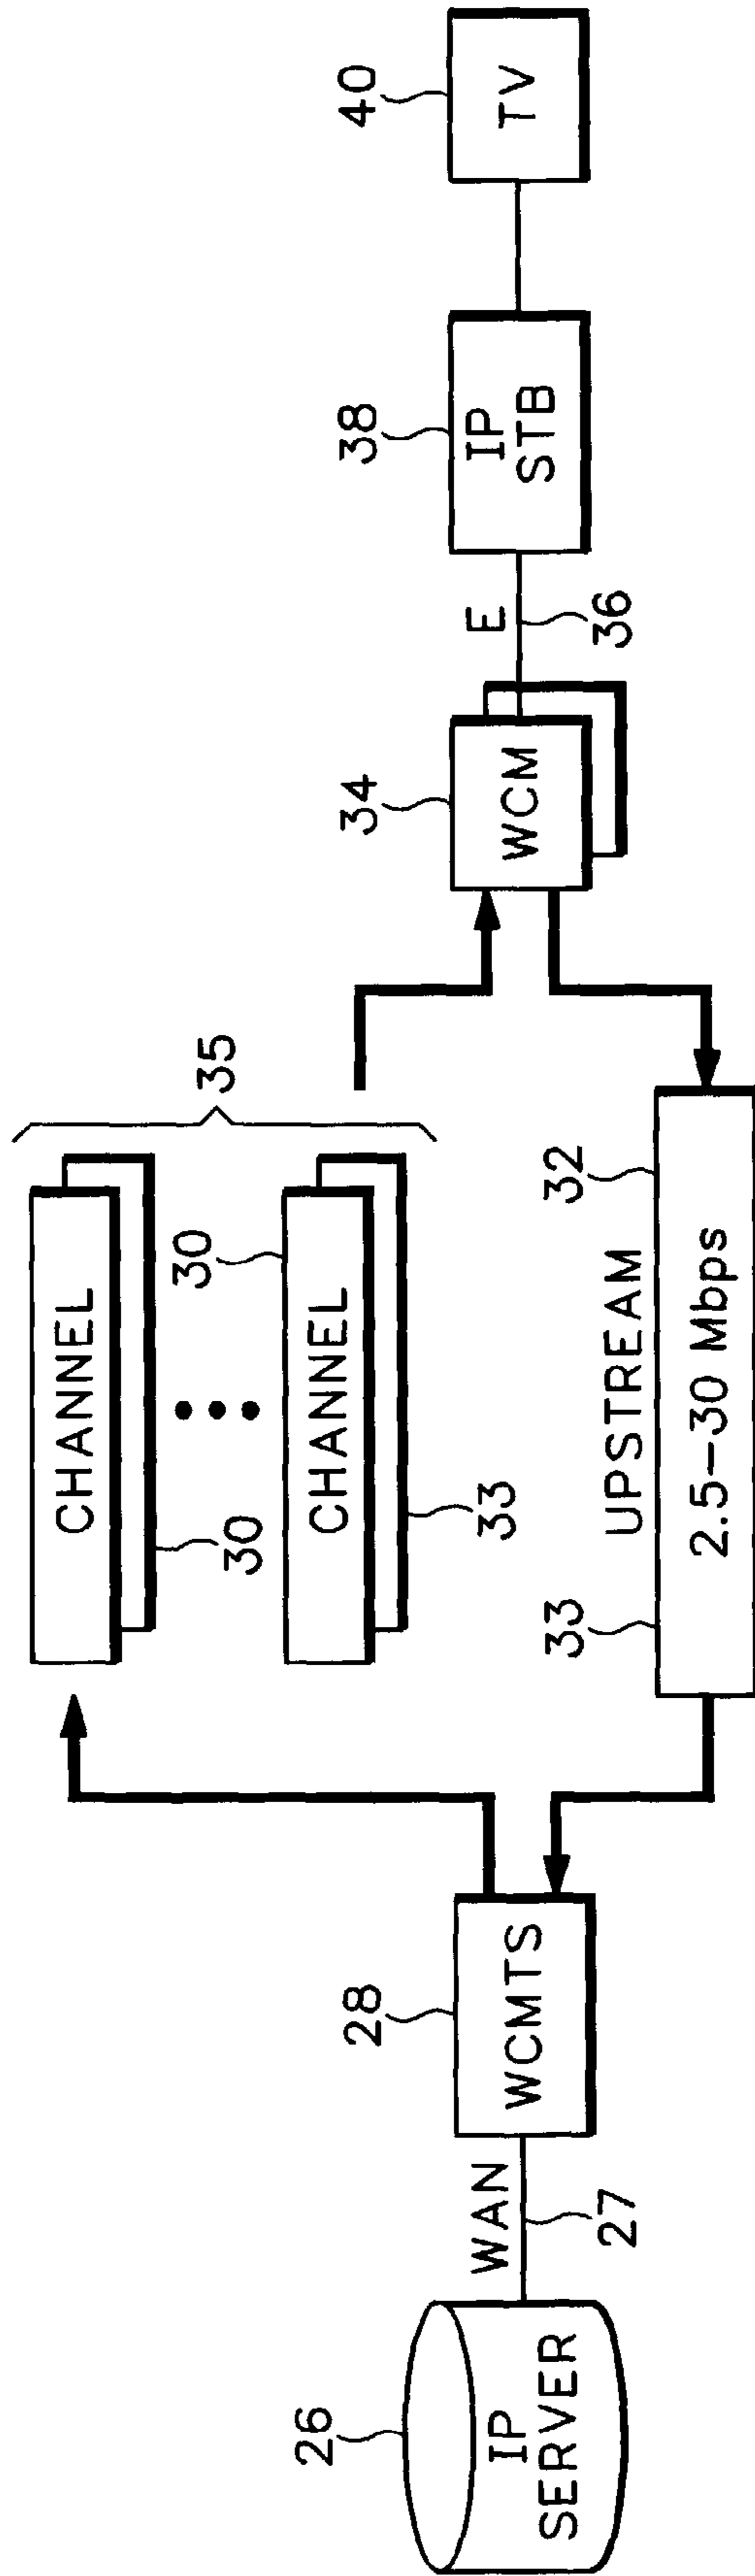 26
IP
SERVER
WAN
27
28
WCMTS
CHANNEL
30
CHANNEL
30
33
35
UPSTREAM
33
32
2.5–30 Mbps
34
WCM
E
36
38
IP
STB
40
TV